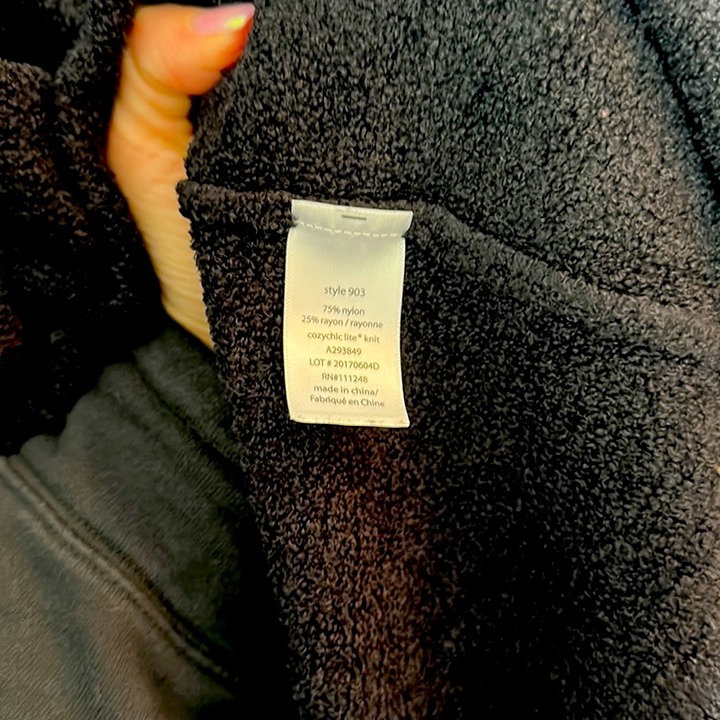 style 903
75% nylon
25% rayon / rayonne
cozychic lite® knit
A293849
LOT # 20170604D
RN#111248
made in china/
Fabriqué en Chine